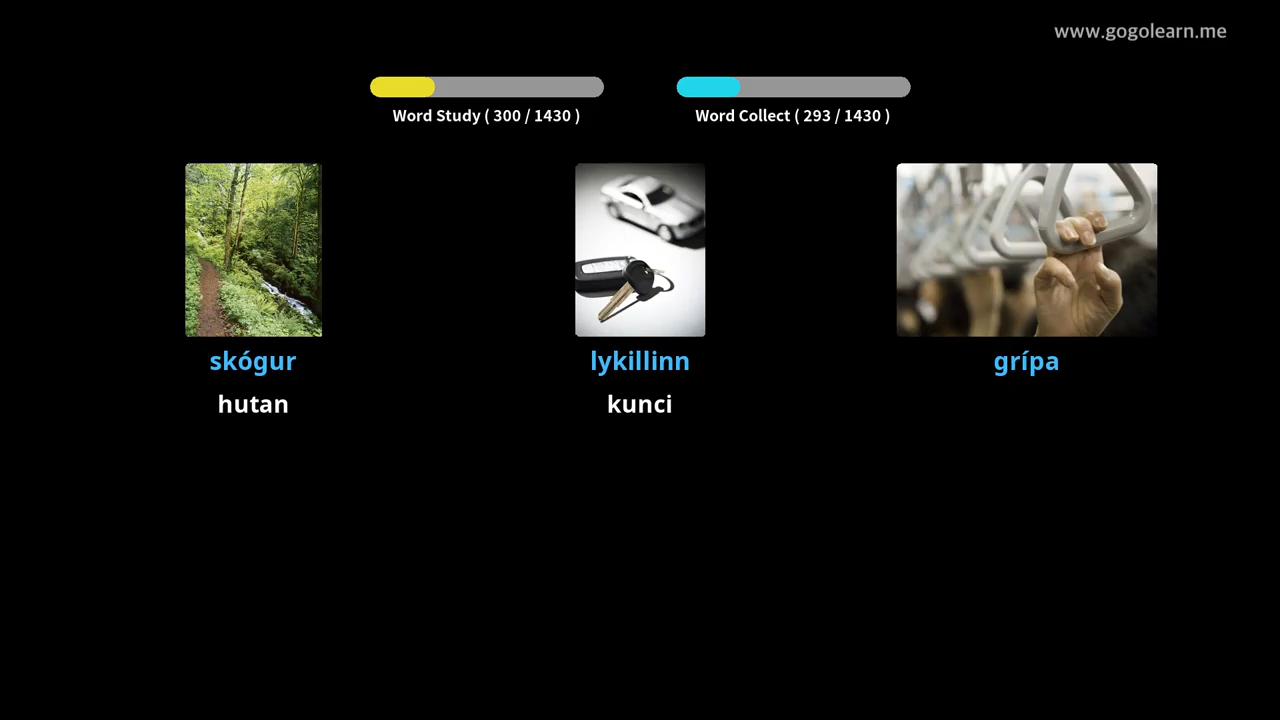 www.gogolearn.me
Word Study ( 300 / 1430 )
Word Collect ( 293 / 1430 )
skógur
hutan
lykillinn
kunci
grípa